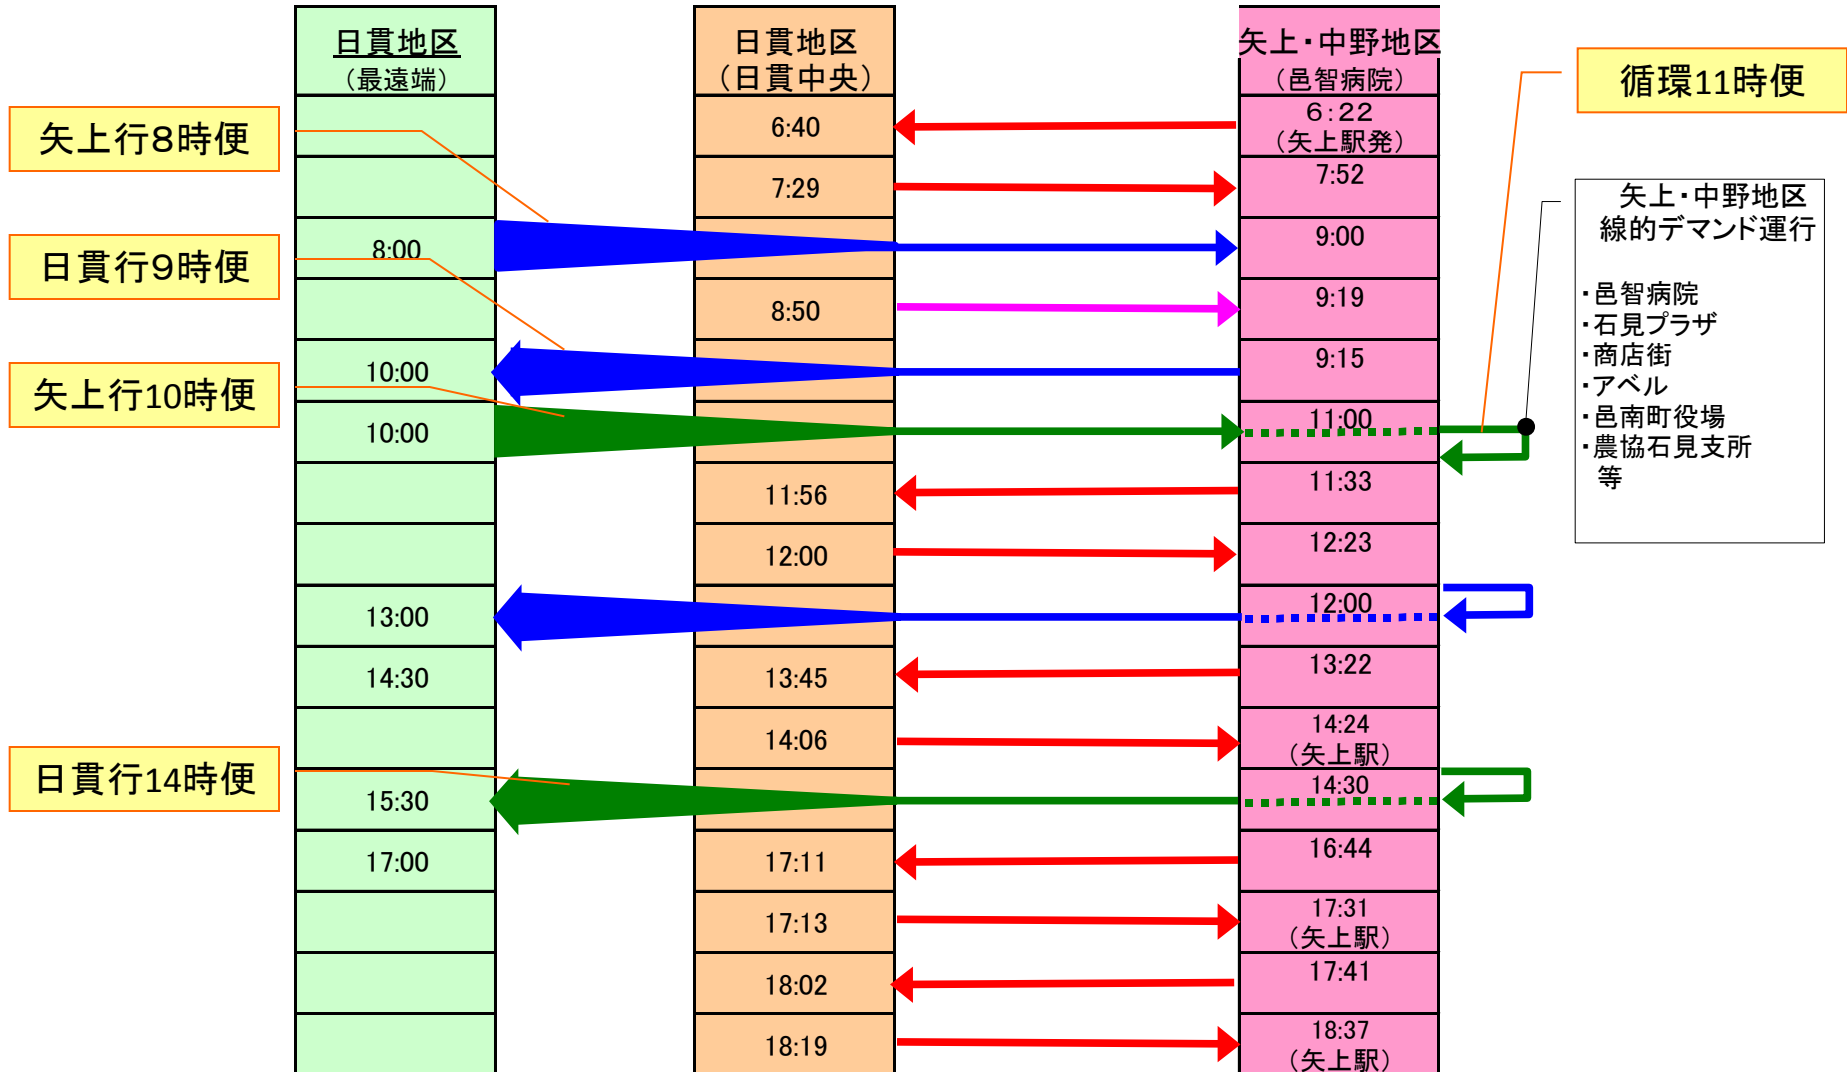 日貫地区
（最遠端）
日貫地区
（日貫中央）
矢上・中野地区
（邑智病院）
循環11時便
矢上行８時便
6:40
６：22
（矢上駅発）
7:29
7:52
矢上・中野地区
線的デマンド運行
・邑智病院
・石見プラザ
・商店街
・アベル
・邑南町役場
・農協石見支所
等
日貫行９時便
8:00
9:00
8:50
9:19
矢上行10時便
10:00
9:15
10:00
11:00
11:56
11:33
12:00
12:23
13:00
12:00
14:30
13:45
13:22
14:06
14:24
（矢上駅）
日貫行14時便
15:30
14:30
17:00
17:11
16:44
17:13
17:31
（矢上駅）
18:02
17:41
18:19
18:37
（矢上駅）